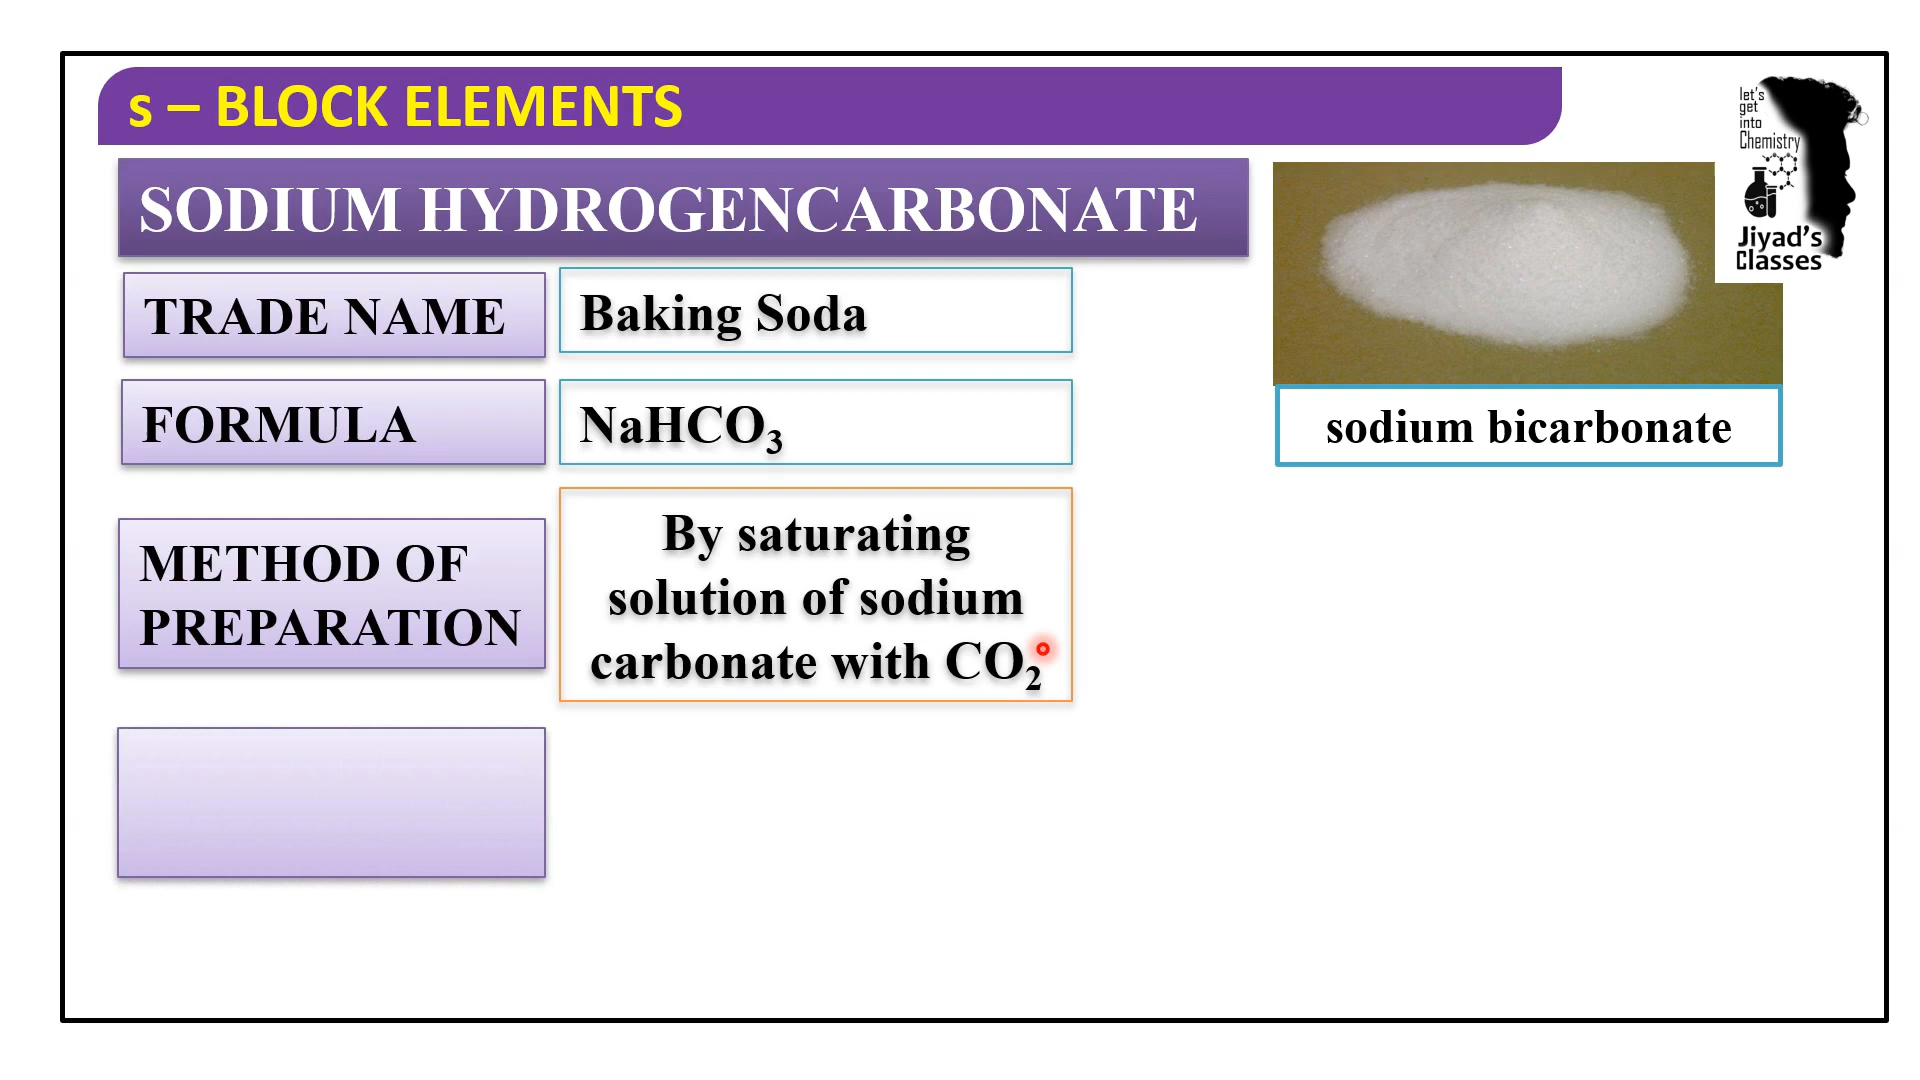 s – BLOCK ELEMENTS
let's
get
into
Chemistry
Jiyad's
Classes
SODIUM HYDROGENCARBONATE
TRADE NAME
Baking Soda
FORMULA
NaHCO₃
sodium bicarbonate
METHOD OF
PREPARATION
By saturating
solution of sodium
carbonate with CO₂